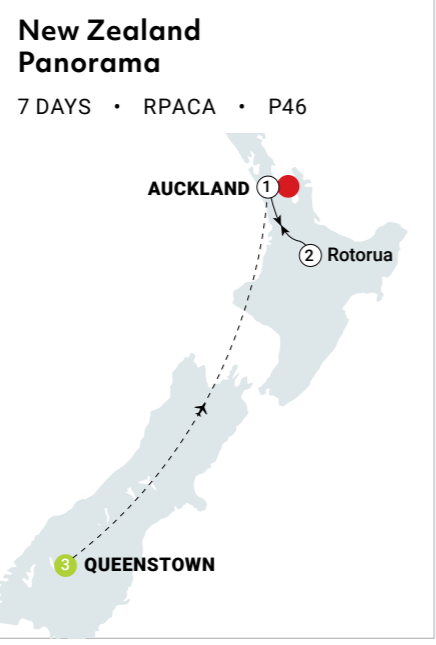 New Zealand
Panorama
7 DAYS • RPACA • P46
AUCKLAND 1
2 Rotorua
3 QUEENSTOWN